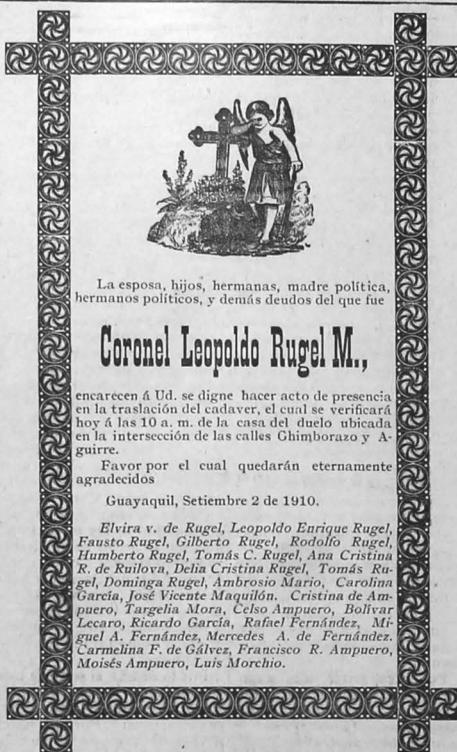 La esposa, hijos, hermanas, madre política,
hermanos políticos, y demás deudos del que fue
Coronel Leopoldo Rugel M.,
encarecen á Ud. se digne hacer acto de presencia
en la traslación del cadaver, el cual se verificará
hoy á las 10 a. m. de la casa del duelo ubicada
en la intersección de las calles Chimborazo y A-
guirre.
Favor por el cual quedarán eternamente
agradecidos
Guayaquil, Setiembre 2 de 1910.
Elvira v. de Rugel, Leopoldo Enrique Rugel,
Fausto Rugel, Gilberto Rugel, Rodolfo Rugel,
Humberto Rugel, Tomás C. Rugel, Ana Cristina
R. de Ruilova, Delia Cristina Rugel, Tomás Ru-
gel, Dominga Rugel, Ambrosio Mario, Carolina
García, José Vicente Maquilón. Cristina de Am-
puero, Targelia Mora, Celso Ampuero, Bolívar
Lecaro, Ricardo García, Rafael Fernández, Mi-
guel A. Fernández, Mercedes A. de Fernández.
Carmelina F. de Gálvez, Francisco R. Ampuero,
Moisés Ampuero, Luis Morchio.